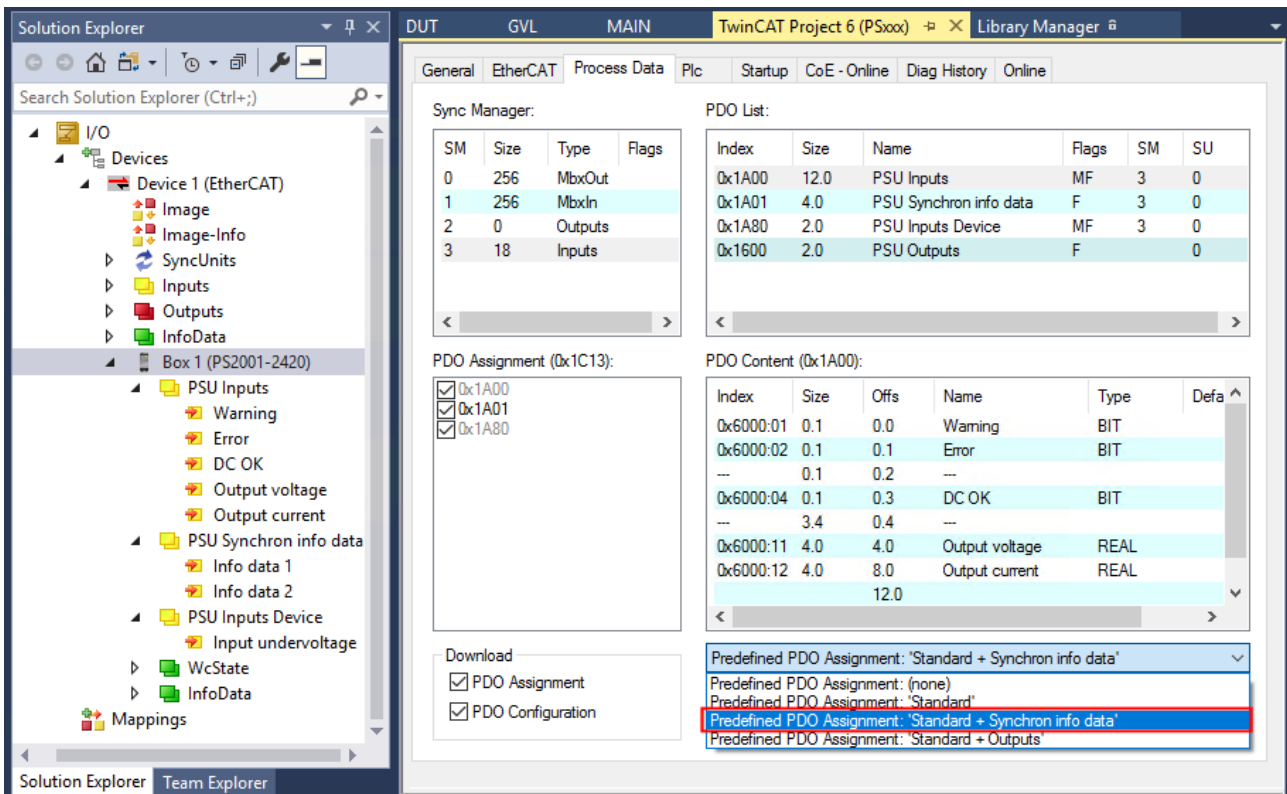 Solution Explorer
Search Solution Explorer (Ctrl+;)
I/O
Devices
Device 1 (EtherCAT)
Image
Image-Info
SyncUnits
Inputs
Outputs
InfoData
Box 1 (PS2001-2420)
PSU Inputs
Warning
Error
DC OK
Output voltage
Output current
PSU Synchron info data
Info data 1
Info data 2
PSU Inputs Device
Input undervoltage
WcState
InfoData
Mappings
Solution Explorer Team Explorer
DUT GVL MAIN TwinCAT Project 6 (PSxxx) Library Manager
General EtherCAT Process Data Plc Startup CoE - Online Diag History Online
Sync Manager:
SM Size Type Flags
0 256 MbxOut
1 256 MbxIn
2 0 Outputs
3 18 Inputs
PDO List:
Index Size Name Flags SM SU
0x1A00 12.0 PSU Inputs MF 3 0
0x1A01 4.0 PSU Synchron info data F 3 0
0x1A80 2.0 PSU Inputs Device MF 3 0
0x1600 2.0 PSU Outputs F 0
PDO Assignment (0x1C13):
0x1A00
0x1A01
0x1A80
PDO Content (0x1A00):
Index Size Offs Name Type Defa
0x6000:01 0.1 0.0 Warning BIT
0x6000:02 0.1 0.1 Error BIT
--- 0.1 0.2 ---
0x6000:04 0.1 0.3 DC OK BIT
--- 3.4 0.4 ---
0x6000:11 4.0 4.0 Output voltage REAL
0x6000:12 4.0 8.0 Output current REAL
12.0
Download
PDO Assignment
PDO Configuration
Predefined PDO Assignment: 'Standard + Synchron info data'
Predefined PDO Assignment: (none)
Predefined PDO Assignment: 'Standard'
Predefined PDO Assignment: 'Standard + Synchron info data'
Predefined PDO Assignment: 'Standard + Outputs'